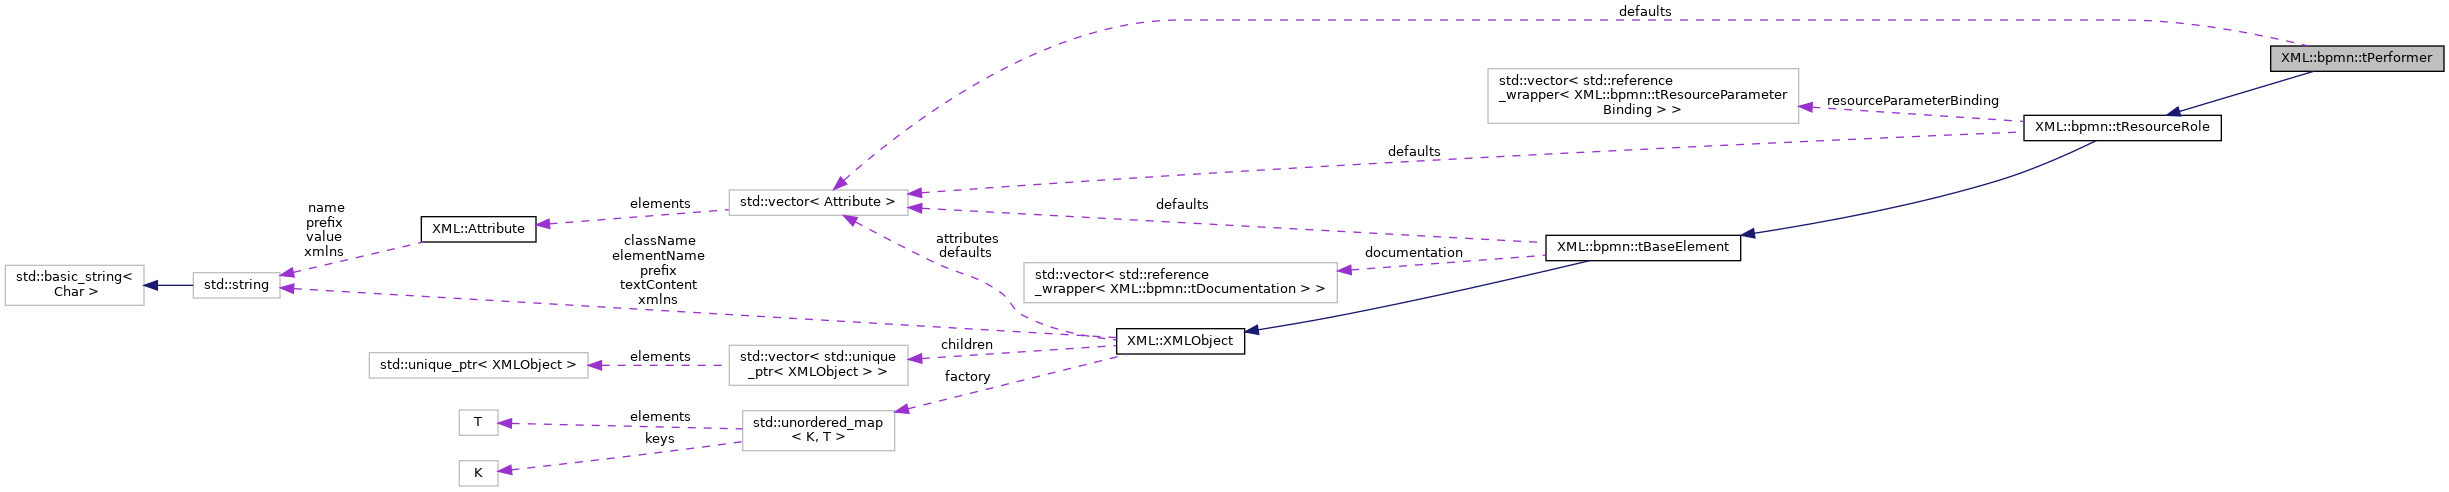 defaults
XML::bpmn::tPerformer
std::vector< std::reference
_wrapper< XML::bpmn::tResourceParameter
Binding > >
resourceParameterBinding
XML::bpmn::tResourceRole
defaults
std::vector< Attribute >
elements
defaults
name
prefix
value
xmlns
XML::Attribute
attributes
defaults
XML::bpmn::tBaseElement
className
elementName
prefix
textContent
xmlns
documentation
std::vector< std::reference
_wrapper< XML::bpmn::tDocumentation > >
std::basic_string<
Char >
std::string
XML::XMLObject
children
std::unique_ptr< XMLObject >
elements
std::vector< std::unique
_ptr< XMLObject > >
factory
T
elements
std::unordered_map
< K, T >
keys
K